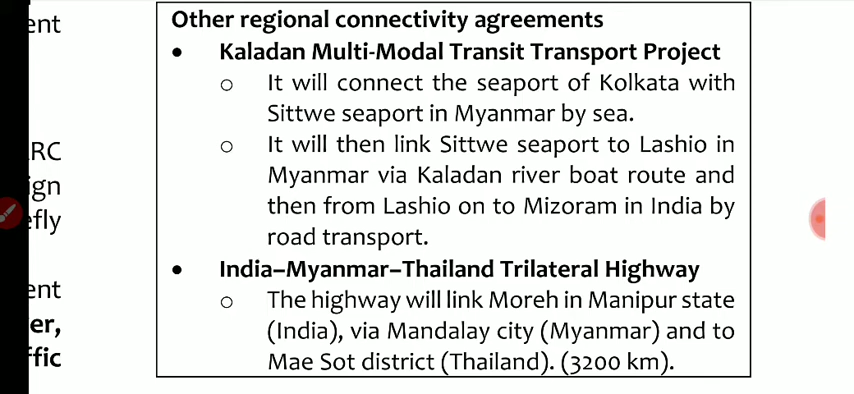 ent
RC
ign
efly
ent
er,
ffic
Other regional connectivity agreements
• Kaladan Multi-Modal Transit Transport Project
o It will connect the seaport of Kolkata with
Sittwe seaport in Myanmar by sea.
o It will then link Sittwe seaport to Lashio in
Myanmar via Kaladan river boat route and
then from Lashio on to Mizoram in India by
road transport.
• India–Myanmar–Thailand Trilateral Highway
o The highway will link Moreh in Manipur state
(India), via Mandalay city (Myanmar) and to
Mae Sot district (Thailand). (3200 km).